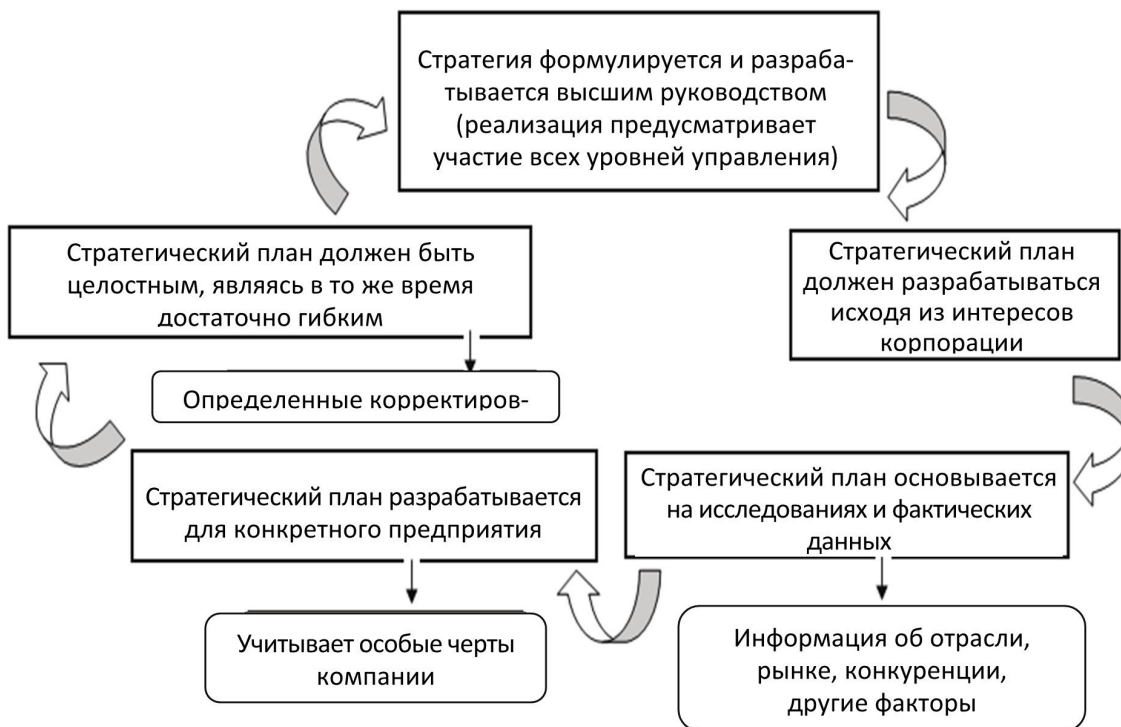 Стратегия формулируется и разраба-
тывается высшим руководством
(реализация предусматривает
участие всех уровней управления)
Стратегический план должен быть
целостным, являясь в то же время
достаточно гибким
Стратегический план
должен разрабатываться
исходя из интересов
корпорации
Определенные корректиров-
Стратегический план разрабатывается
для конкретного предприятия
Стратегический план основывается
на исследованиях и фактических
данных
Учитывает особые черты
компании
Информация об отрасли,
рынке, конкуренции,
другие факторы